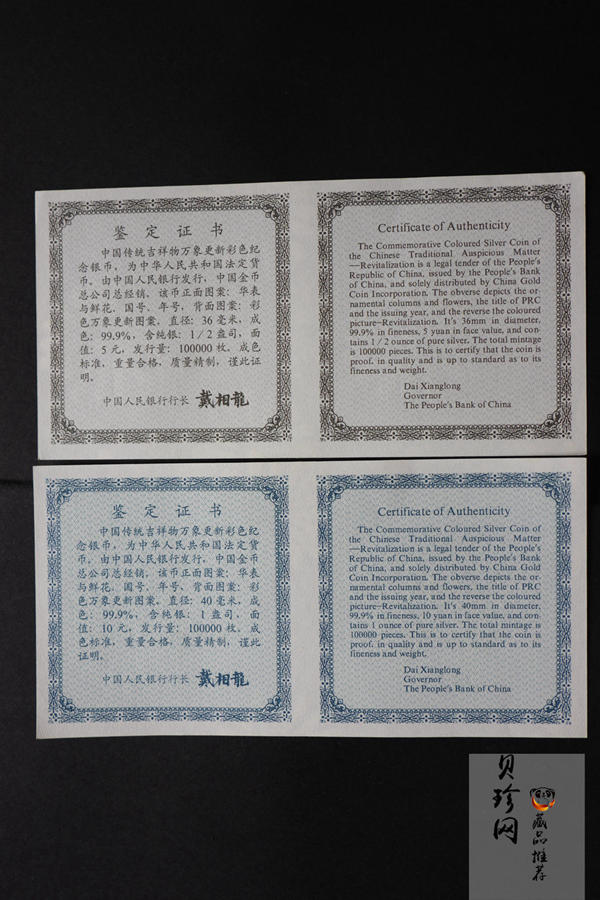 鉴定证书
中国传统吉祥物万象更新彩色纪
念银币，为中华人民共和国法定货
币。由中国人民银行发行，中国金币
总公司总经销。该币正面图案：华表
与鲜花、国号、年号，背面图案：彩
色万象更新图案，直径：36毫米，成
色：99.9%，含纯银：1/2盎司，面
值：5元，发行量：100000枚。成色
标准，重量合格，质量精制，谨此证
明。
中国人民银行行长 戴相龍
Certificate of Authenticity
The Commemorative Coloured Silver Coin of
the Chinese Traditional Auspicious Matter
—Revitalization is a legal tender of the People's
Republic of China, issued by the People's Bank
of China, and solely distributed by China Gold
Coin Incorporation. The obverse depicts the or-
namental columns and flowers, the title of PRC
and the issuing year, and the reverse the coloured
picture—Revitalization. It's 36mm in diameter,
99.9% in fineness, 5 yuan in face value, and con-
tains 1/2 ounce of pure silver. The total mintage
is 100000 pieces. This is to certify that the coin is
proof. in quality and is up to standard as to its
fineness and weight.
Dai Xianglong
Governor
The People's Bank of China
鉴定证书
中国传统吉祥物万象更新彩色纪
念银币，为中华人民共和国法定货
币。由中国人民银行发行，中国金币
总公司总经销。该币正面图案：华表
与鲜花、国号、年号，背面图案：彩
色万象更新图案，直径：40毫米，成
色：99.9%，含纯银：1盎司，面
值：10元，发行量：100000枚。成
色标准，重量合格，质量精制，谨此
证明。
中国人民银行行长 戴相龍
Certificate of Authenticity
The Commemorative Coloured Silver Coin of
the Chinese Traditional Auspicious Matter
—Revitalization is a legal tender of the People's
Republic of China, issued by the People's Bank
of China, and solely distributed by China Gold
Coin Incorporation. The obverse depicts the or-
namental columns and flowers, the title of PRC
and the issuing year, and the reverse the coloured
picture—Revitalization. It's 40mm in diameter,
99.9% in fineness, 10 yuan in face value, and con-
tains 1 ounce of pure silver. The total mintage is
100000 pieces. This is to certify that the coin is
proof. in quality and is up to standard as to its
fineness and weight.
Dai Xianglong
Governor
The People's Bank of China
贝珍网
藏品推荐